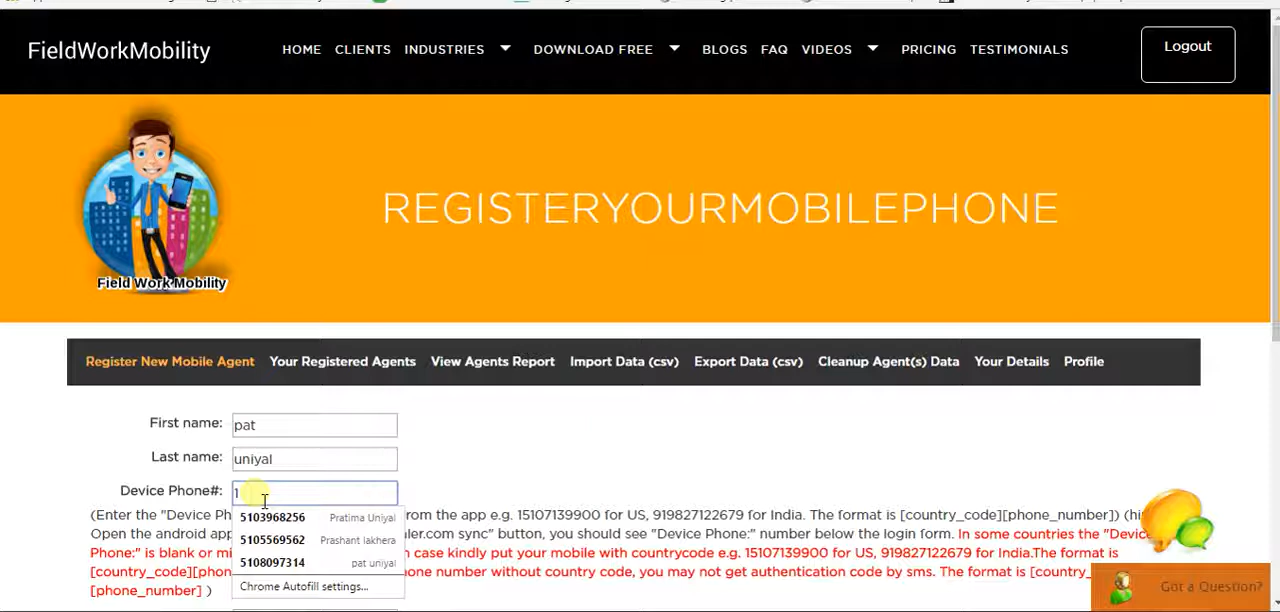 FieldWorkMobility HOME CLIENTS INDUSTRIES DOWNLOAD FREE BLOGS FAQ VIDEOS PRICING TESTIMONIALS Logout
REGISTERYOURMOBILEPHONE
Field Work Mobility
Register New Mobile Agent Your Registered Agents View Agents Report Import Data (csv) Export Data (csv) Cleanup Agent(s) Data Your Details Profile
First name: pat
Last name: uniyal
Device Phone#: 1
(Enter the "Device Ph rom the app e.g. 15107139900 for US, 919827122679 for India. The format is [country_code][phone_number]) (hin
5103968256 Pratima Uniyal
Open the android app uler.com sync" button, you should see "Device Phone:" number below the login form. In some countries the "Devic
5105569562 Prashant lakhera
Phone:" is blank or mi n case kindly put your mobile with countrycode e.g. 15107139900 for US, 919827122679 for India.The format is
5108097314 pat uniyal
[country_code][phon hone number without country code, you may not get authentication code by sms. The format is [country_
Chrome Autofill settings...
[phone_number] )
Got a Question?